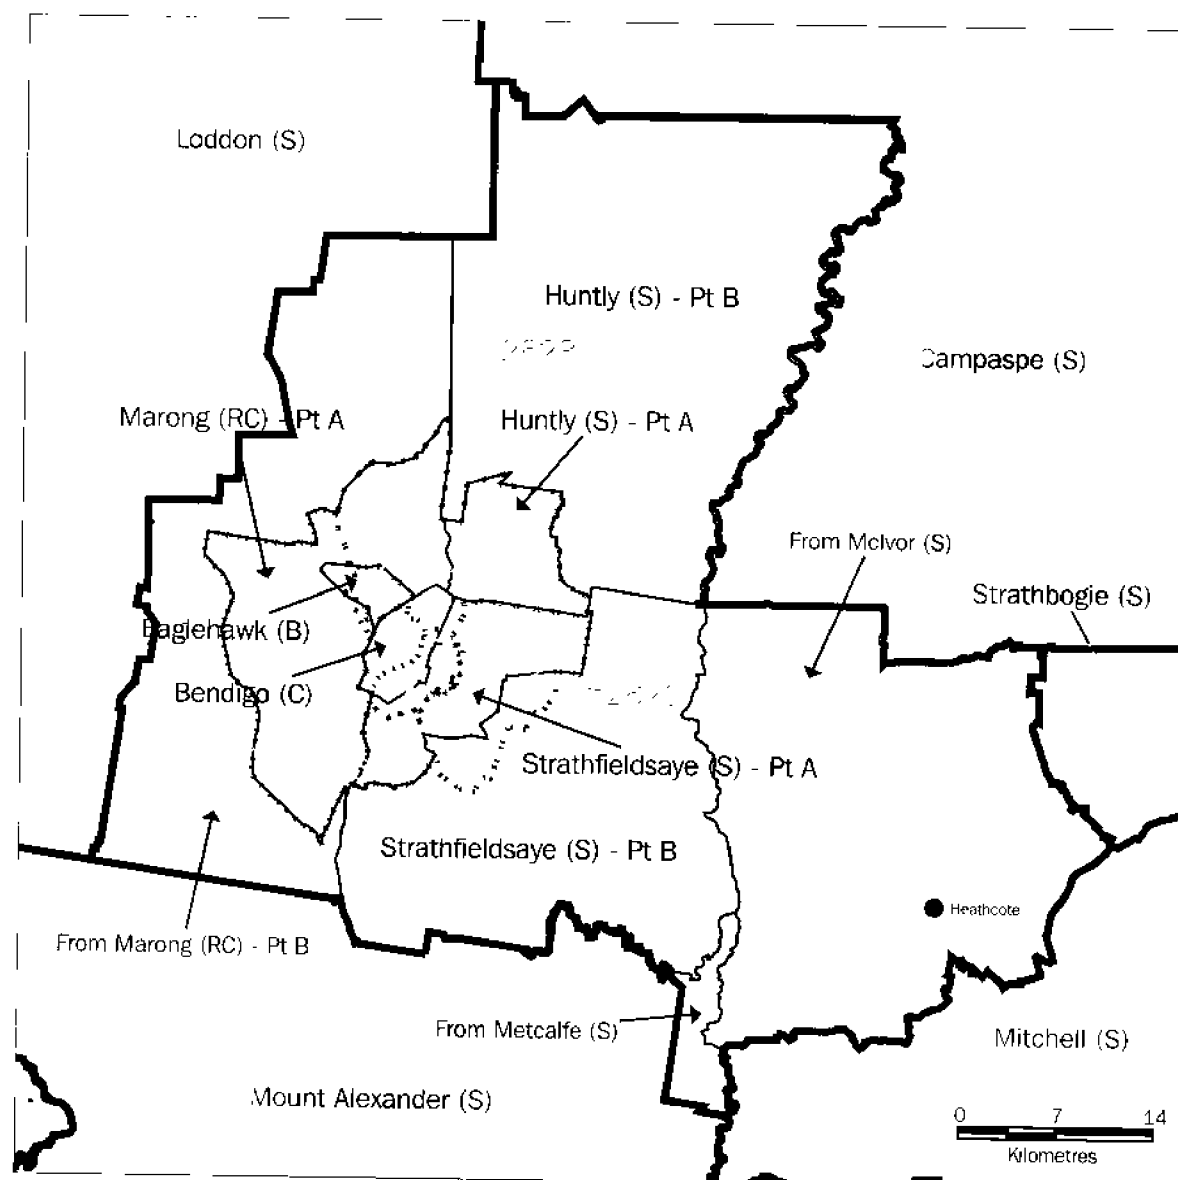 Loddon (S)
Huntly (S) - Pt B
Campaspe (S)
Marong (RC) - Pt A
Huntly (S) - Pt A
From McIvor (S)
Strathbogie (S)
Eaglehawk (B)
Bendigo (C)
Strathfieldsaye (S) - Pt A
Strathfieldsaye (S) - Pt B
Heathcote
From Marong (RC) - Pt B
From Metcalfe (S)
Mitchell (S)
Mount Alexander (S)
0 7 14
Kilometres